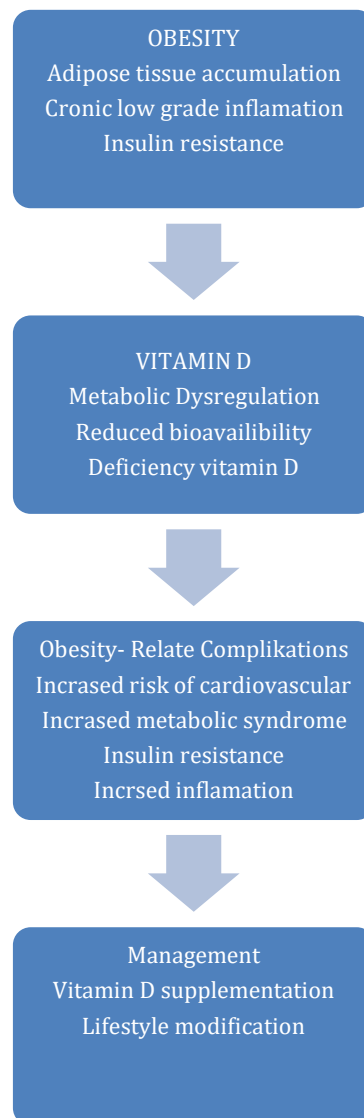 OBESITY
Adipose tissue accumulation
Cronic low grade inflamation
Insulin resistance
VITAMIN D
Metabolic Dysregulation
Reduced bioavailibility
Deficiency vitamin D
Obesity- Relate Complikations
Incrased risk of cardiovascular
Incrased metabolic syndrome
Insulin resistance
Incrsed inflamation
Management
Vitamin D supplementation
Lifestyle modification